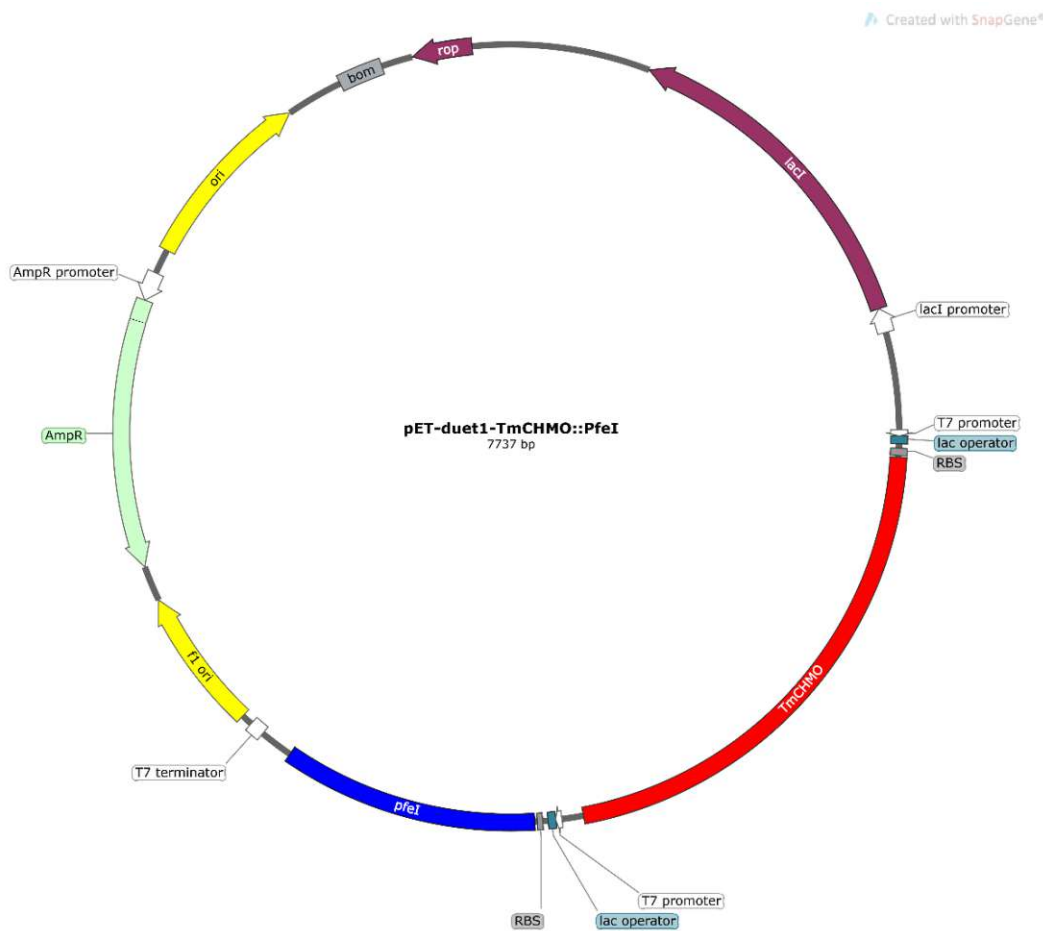 Created with SnapGene®
rop
bom
lacI
ori
AmpR promoter
lacI promoter
T7 promoter
lac operator
RBS
AmpR
pET-duet1-TmCHMO::PfeI
7737 bp
TmCHMO
f1 ori
T7 terminator
pfeI
T7 promoter
RBS
lac operator